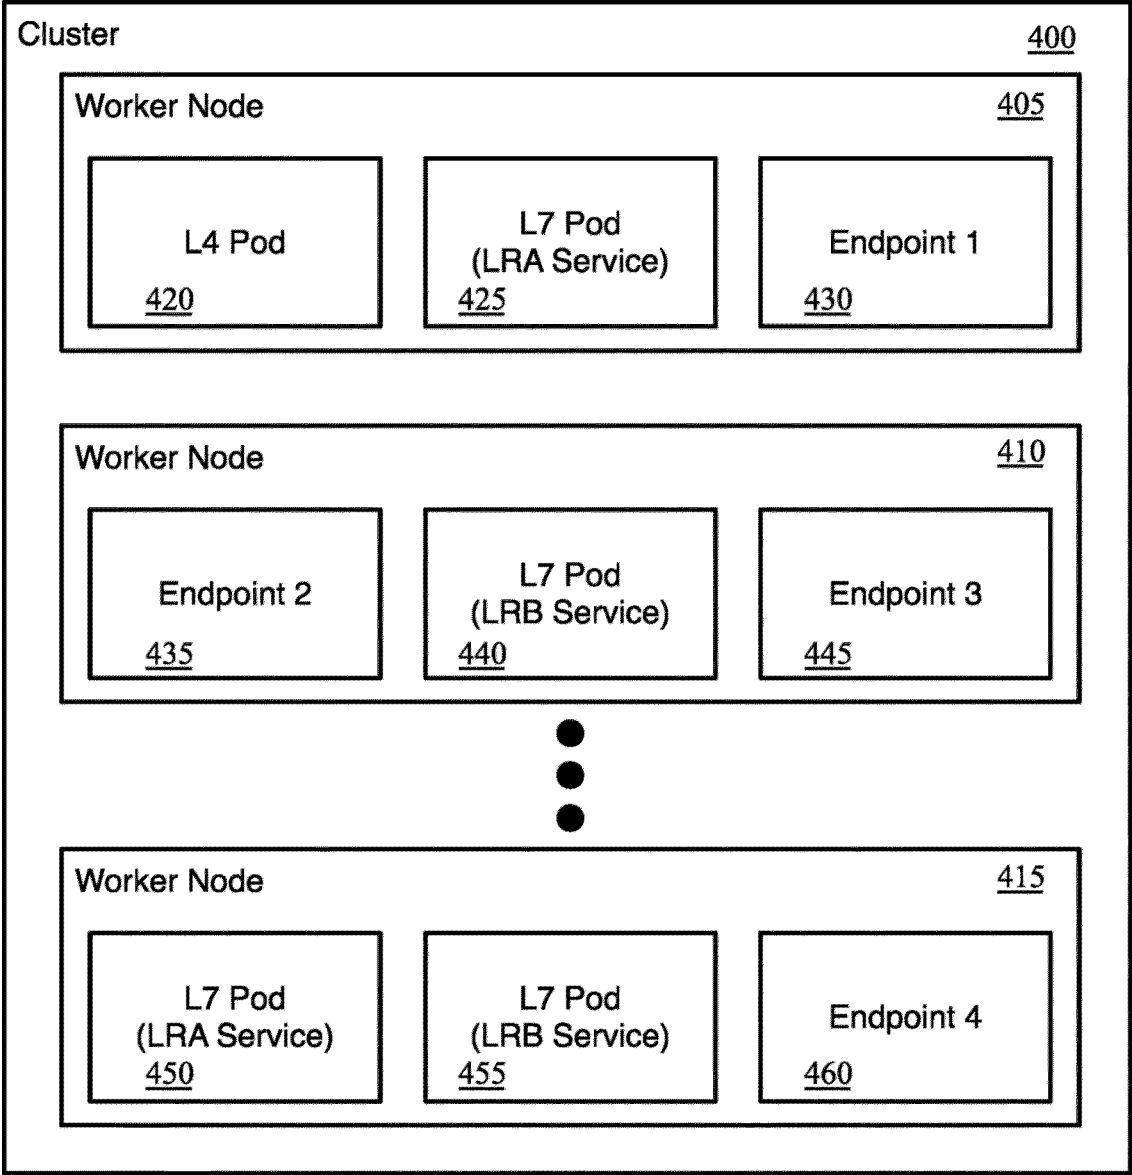 Cluster
400
Worker Node
405
L4 Pod
420
L7 Pod
(LRA Service)
425
Endpoint 1
430
Worker Node
410
Endpoint 2
435
L7 Pod
(LRB Service)
440
Endpoint 3
445
Worker Node
415
L7 Pod
(LRA Service)
450
L7 Pod
(LRB Service)
455
Endpoint 4
460